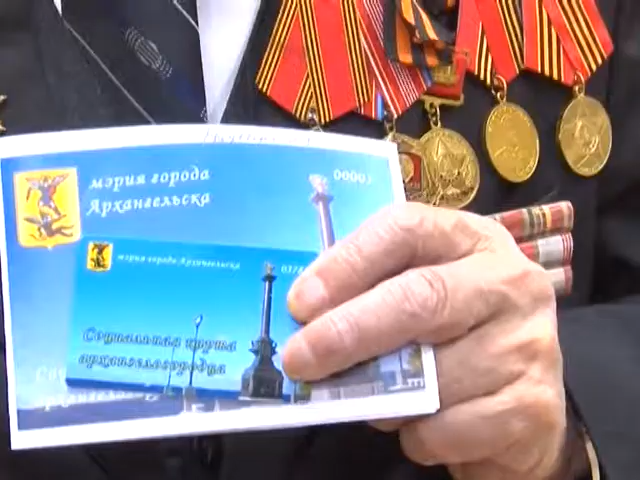 мэрия города
Архангельска
00001
мэрия города Архангельска
Социальная карта
архангелогородца